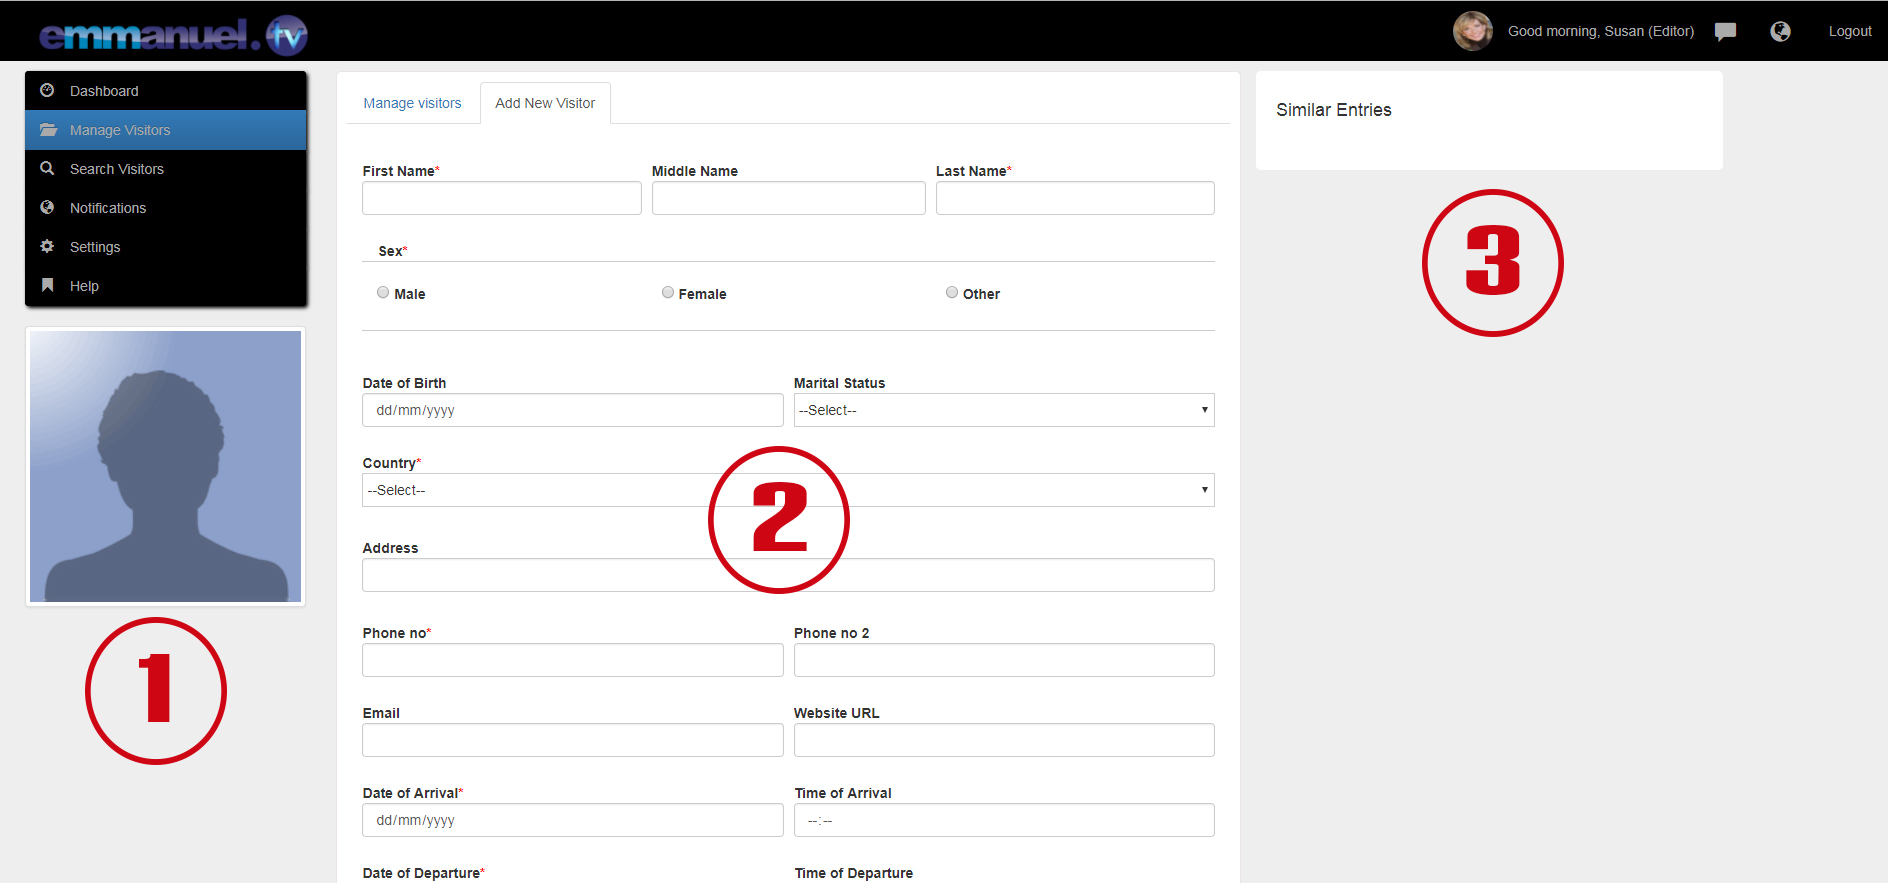 emmanuel.tv
Good morning, Susan (Editor)
Logout
Dashboard
Manage Visitors
Search Visitors
Notifications
Settings
Help
1
Manage visitors
Add New Visitor
First Name*
Middle Name
Last Name*
Sex*
Male
Female
Other
Date of Birth
Marital Status
dd/mm/yyyy
--Select--
Country*
--Select--
2
Address
Phone no*
Phone no 2
Email
Website URL
Date of Arrival*
Time of Arrival
dd/mm/yyyy
--:--
Date of Departure*
Time of Departure
Similar Entries
3